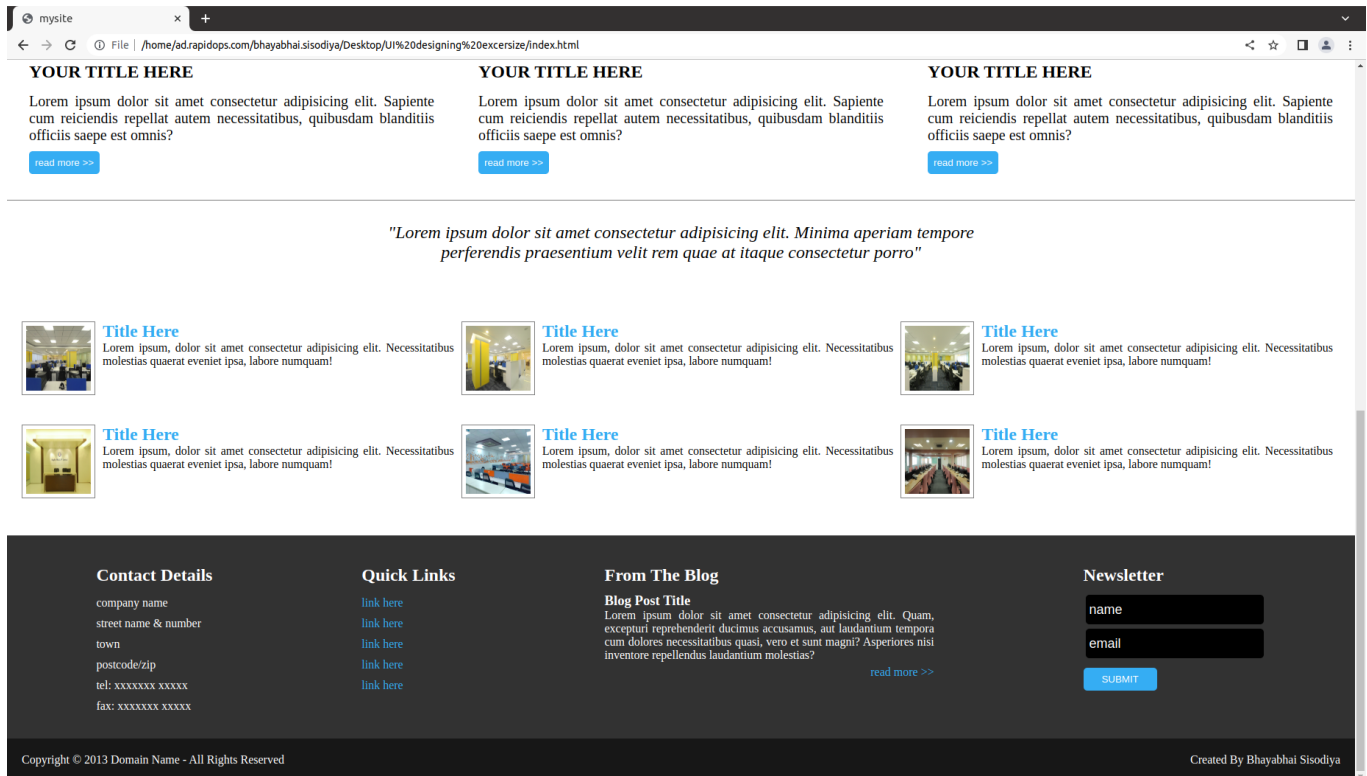 mysite
File
/home/ad.rapidops.com/bhayabhai.sisodiya/Desktop/UI%20designing%20excersize/index.html
YOUR TITLE HERE
Lorem ipsum dolor sit amet consectetur adipisicing elit. Sapiente
cum reiciendis repellat autem necessitatibus, quibusdam blanditiis
officiis saepe est omnis?
read more >>
YOUR TITLE HERE
Lorem ipsum dolor sit amet consectetur adipisicing elit. Sapiente
cum reiciendis repellat autem necessitatibus, quibusdam blanditiis
officiis saepe est omnis?
read more >>
YOUR TITLE HERE
Lorem ipsum dolor sit amet consectetur adipisicing elit. Sapiente
cum reiciendis repellat autem necessitatibus, quibusdam blanditiis
officiis saepe est omnis?
read more >>
"Lorem ipsum dolor sit amet consectetur adipisicing elit. Minima aperiam tempore
perferendis praesentium velit rem quae at itaque consectetur porro"
Title Here
Lorem ipsum, dolor sit amet consectetur adipisicing elit. Necessitatibus
molestias quaerat eveniet ipsa, labore numquam!
Title Here
Lorem ipsum, dolor sit amet consectetur adipisicing elit. Necessitatibus
molestias quaerat eveniet ipsa, labore numquam!
Title Here
Lorem ipsum, dolor sit amet consectetur adipisicing elit. Necessitatibus
molestias quaerat eveniet ipsa, labore numquam!
Title Here
Lorem ipsum, dolor sit amet consectetur adipisicing elit. Necessitatibus
molestias quaerat eveniet ipsa, labore numquam!
Title Here
Lorem ipsum, dolor sit amet consectetur adipisicing elit. Necessitatibus
molestias quaerat eveniet ipsa, labore numquam!
Title Here
Lorem ipsum, dolor sit amet consectetur adipisicing elit. Necessitatibus
molestias quaerat eveniet ipsa, labore numquam!
Contact Details
company name
street name & number
town
postcode/zip
tel: xxxxxxx xxxxx
fax: xxxxxxx xxxxx
Quick Links
link here
link here
link here
link here
link here
From The Blog
Blog Post Title
Lorem ipsum dolor sit amet consectetur adipisicing elit. Quam,
excepturi reprehenderit ducimus accusamus, aut laudantium tempora
cum dolores necessitatibus quasi, vero et sunt magni? Asperiores nisi
inventore repellendus laudantium molestias?
read more >>
Newsletter
name
email
SUBMIT
Copyright © 2013 Domain Name - All Rights Reserved
Created By Bhayabhai Sisodiya